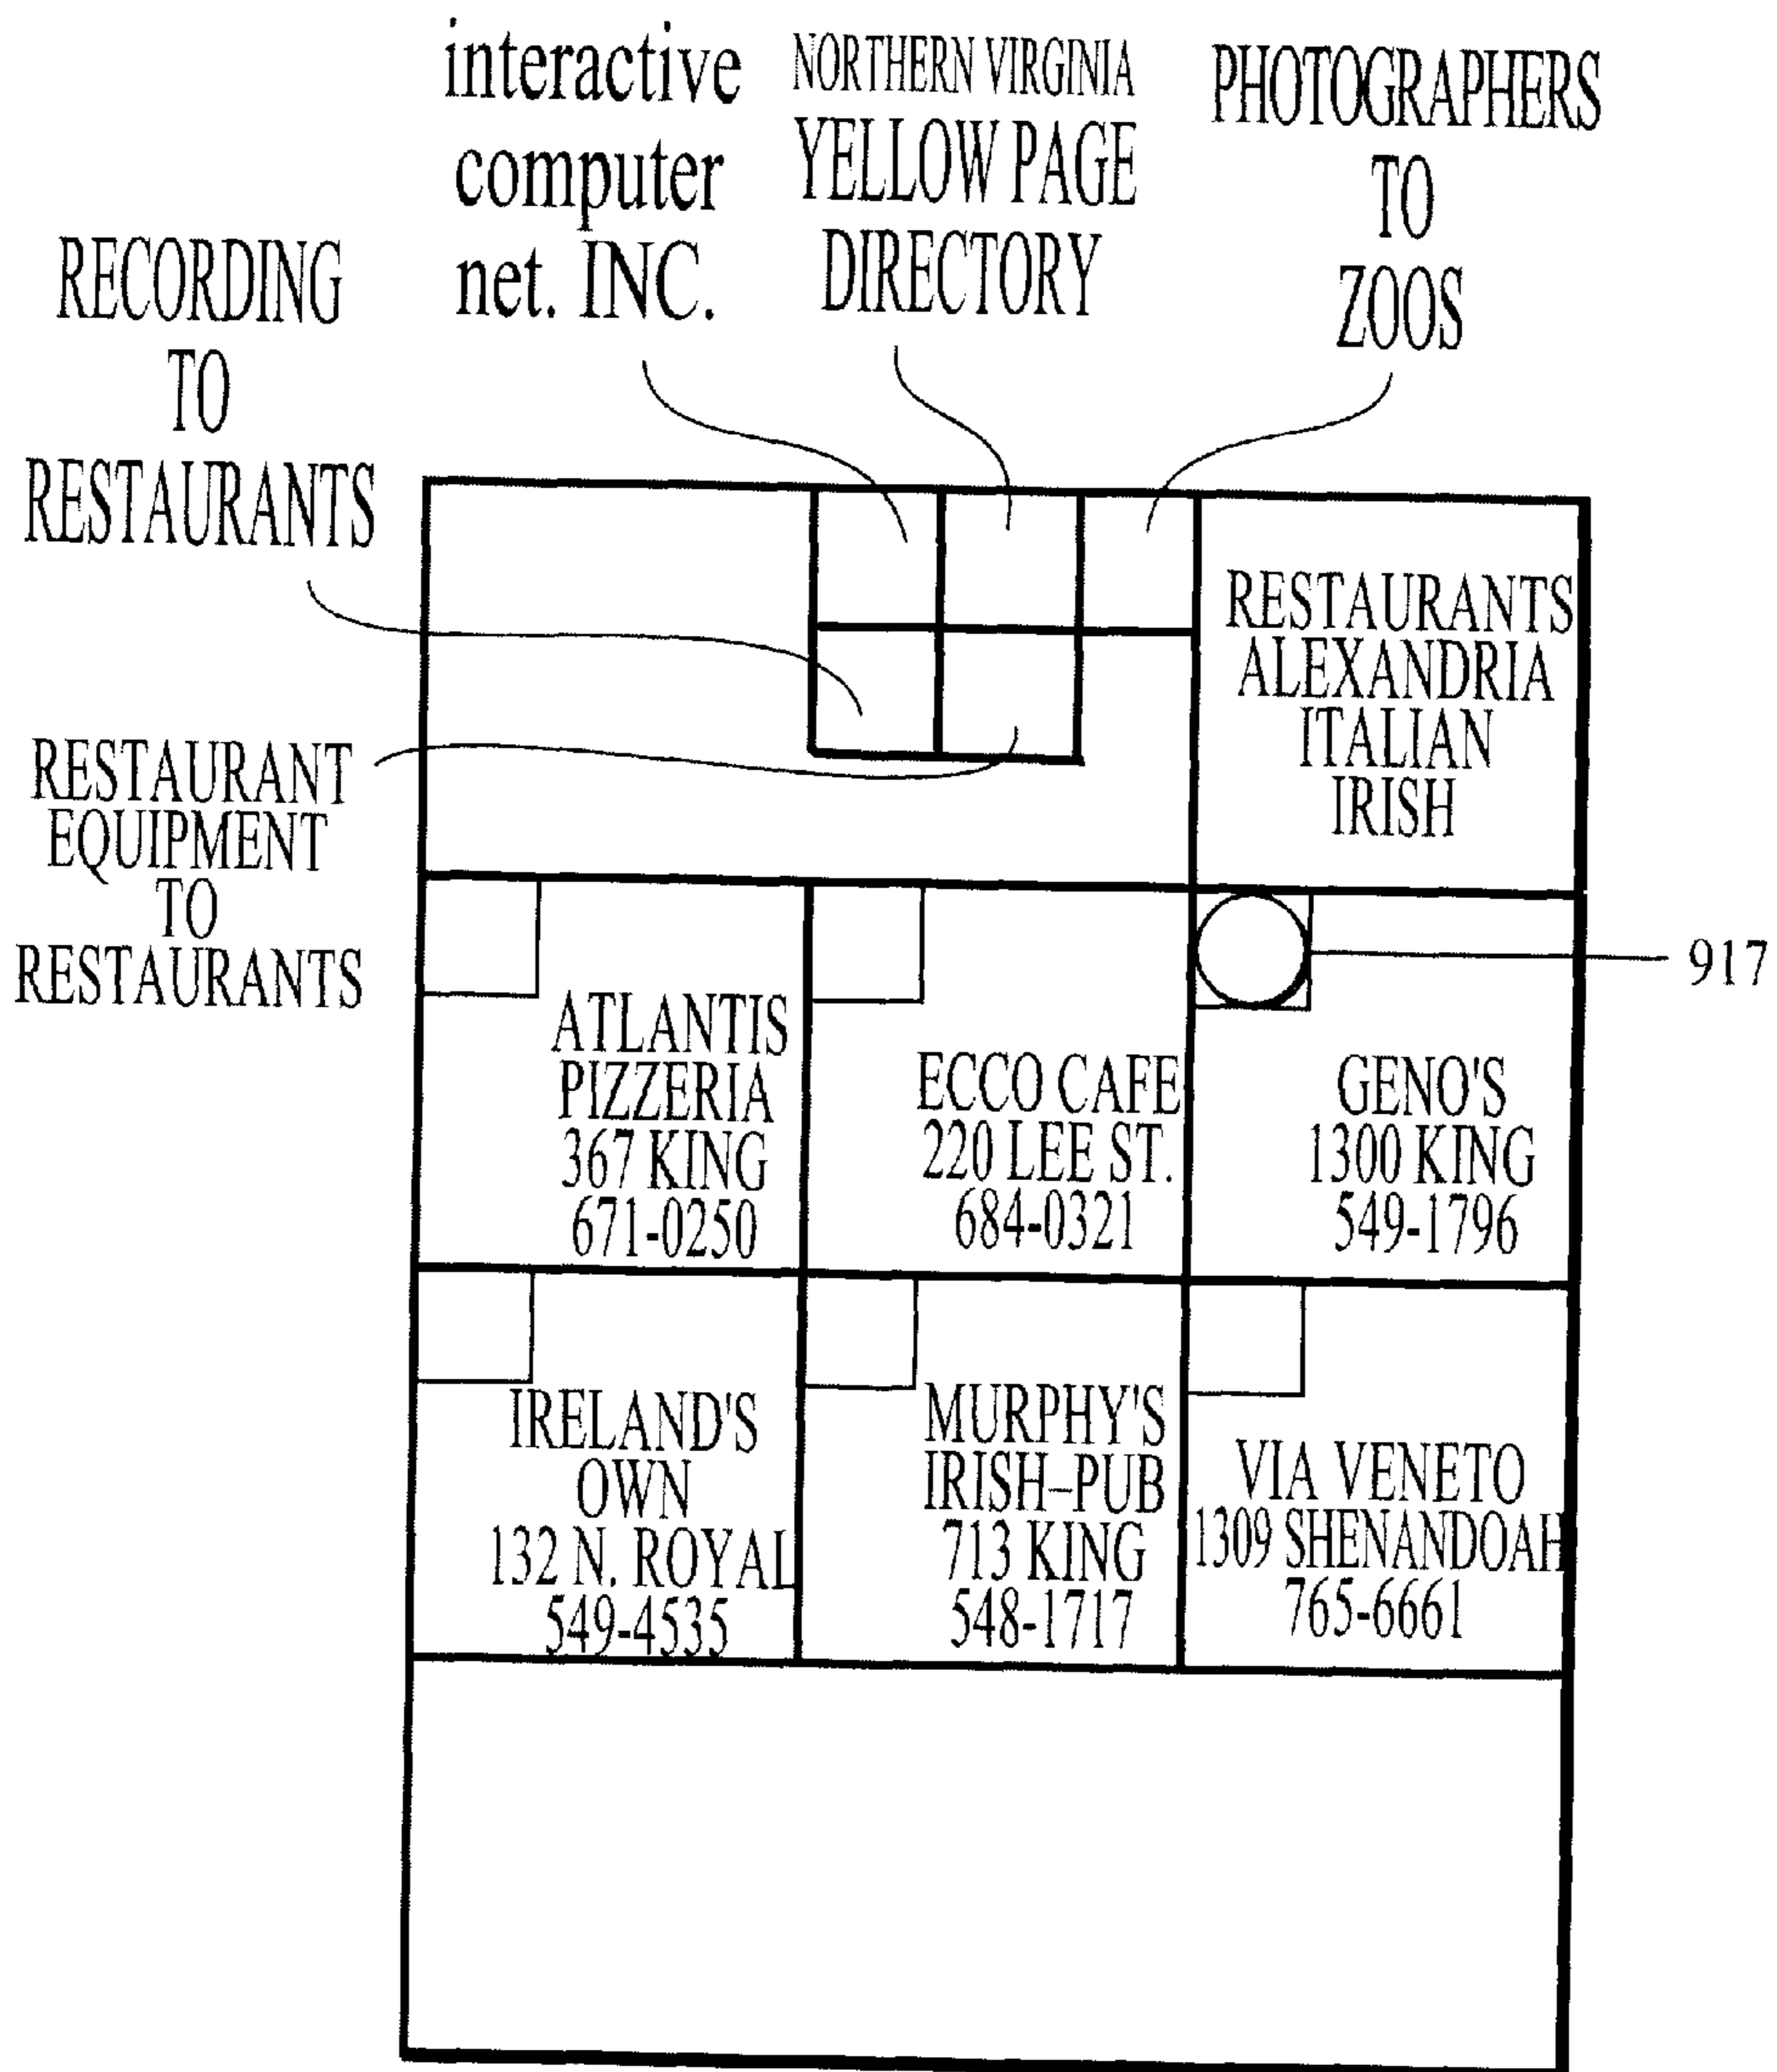 interactive
computer
net. INC.
NORTHERN VIRGINIA
YELLOW PAGE
DIRECTORY
PHOTOGRAPHERS
TO
ZOOS
RECORDING
TO
RESTAURANTS
RESTAURANT
EQUIPMENT
TO
RESTAURANTS
RESTAURANTS
ALEXANDRIA
ITALIAN
IRISH
917
ATLANTIS
PIZZERIA
367 KING
671-0250
ECCO CAFE
220 LEE ST.
684-0321
GENO'S
1300 KING
549-1796
IRELAND'S
OWN
132 N. ROYAL
549-4535
MURPHY'S
IRISH–PUB
713 KING
548-1717
VIA VENETO
1309 SHENANDOAH
765-6661